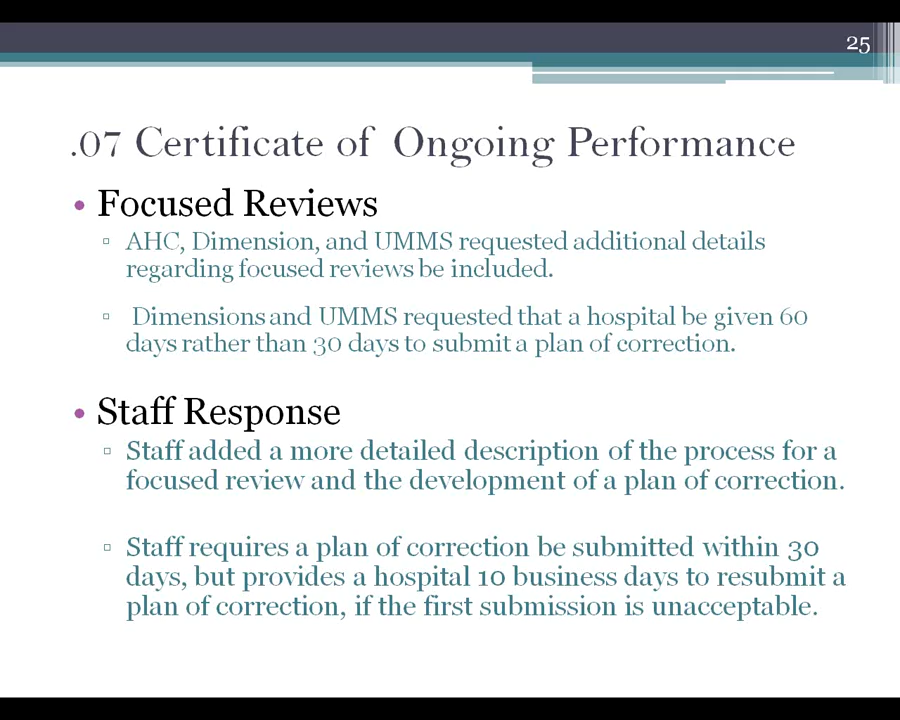 25
.07 Certificate of Ongoing Performance
• Focused Reviews
▫ AHC, Dimension, and UMMS requested additional details
regarding focused reviews be included.
▫ Dimensions and UMMS requested that a hospital be given 60
days rather than 30 days to submit a plan of correction.
• Staff Response
▫ Staff added a more detailed description of the process for a
focused review and the development of a plan of correction.
▫ Staff requires a plan of correction be submitted within 30
days, but provides a hospital 10 business days to resubmit a
plan of correction, if the first submission is unacceptable.